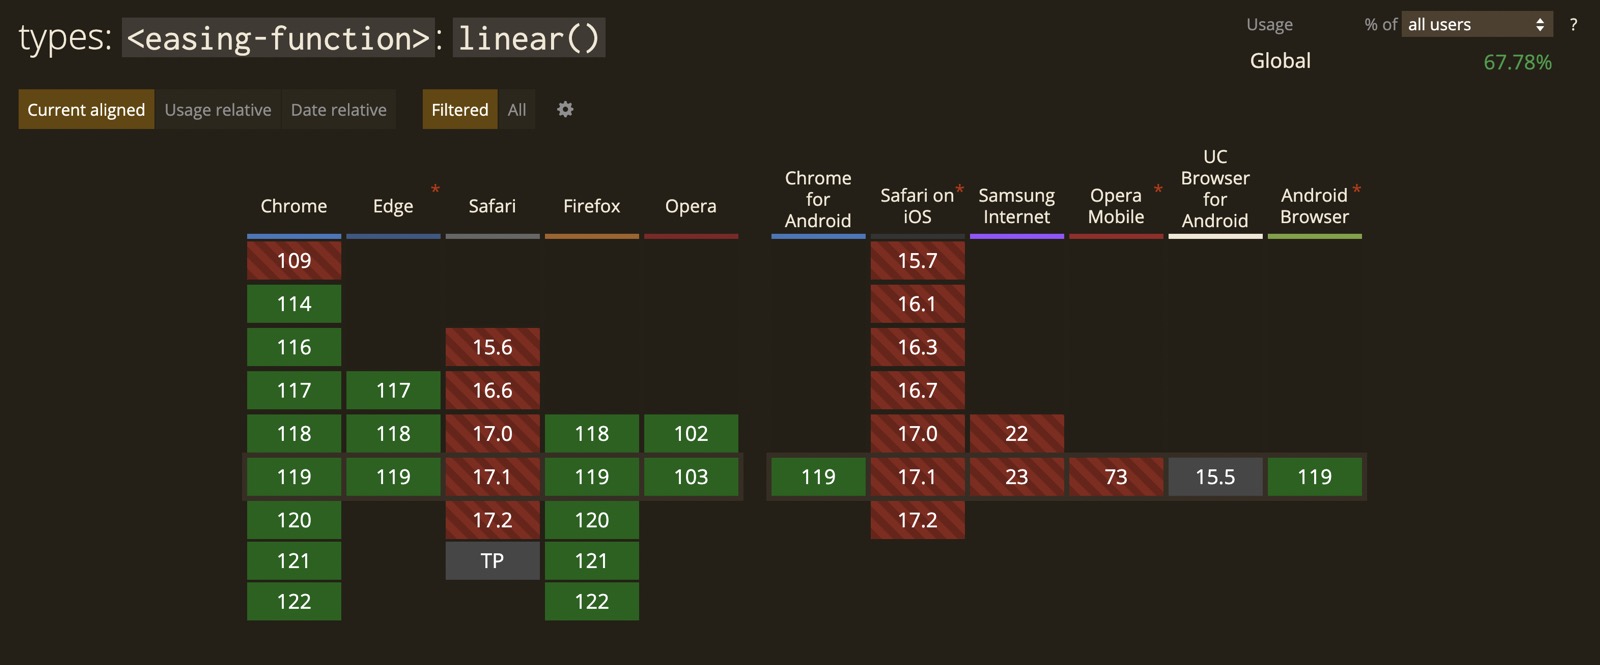 types: <easing-function>: linear()
Usage % of all users ?
Global 67.78%
Current aligned Usage relative Date relative Filtered All
Chrome Edge * Safari Firefox Opera Chrome for Android Safari on iOS * Samsung Internet Opera Mobile * UC Browser for Android Android Browser *
109 15.7
114 16.1
116 15.6 16.3
117 117 16.6 16.7
118 118 17.0 118 102 17.0 22
119 119 17.1 119 103 119 17.1 23 73 15.5 119
120 17.2 120 17.2
121 TP 121
122 122